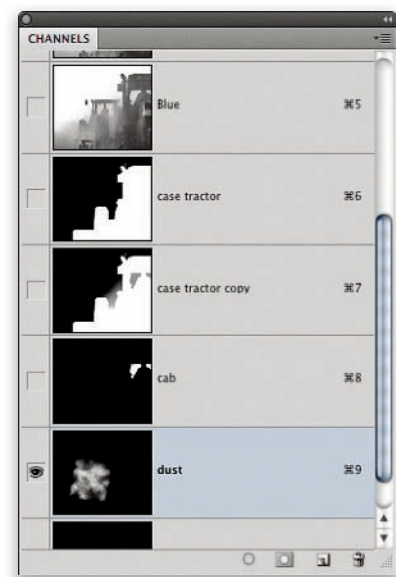 CHANNELS
Blue ⌘5
case tractor ⌘6
case tractor copy ⌘7
cab ⌘8
dust ⌘9